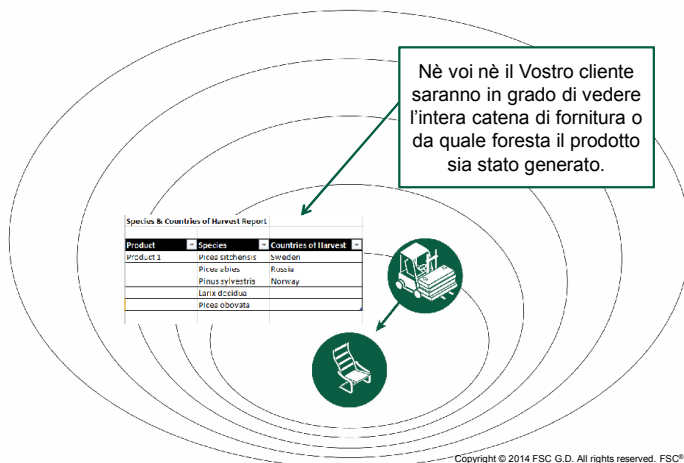 Nè voi nè il Vostro cliente
saranno in grado di vedere
l'intera catena di fornitura o
da quale foresta il prodotto
sia stato generato.
Species & Countries of Harvest Report
Product Species Countries of Harvest
Product 1 Picea sitchensis Sweden
Picea abies Russia
Pinus sylvestris Norway
Larix decidua
Picea obovata
Copyright © 2014 FSC G.D. All rights reserved. FSC®